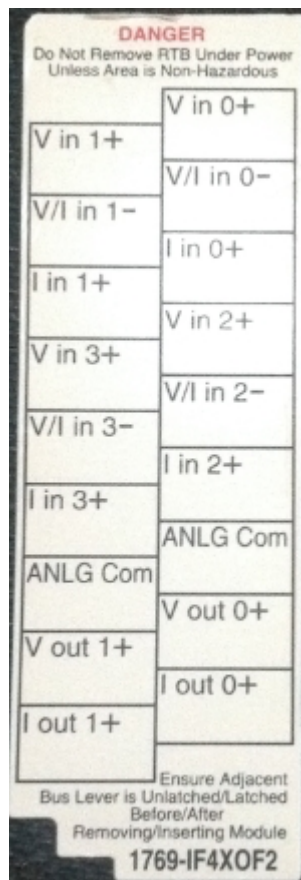 DANGER
Do Not Remove RTB Under Power
Unless Area is Non-Hazardous
V in 0+
V in 1+
V/I in 0-
V/I in 1-
I in 0+
I in 1+
V in 2+
V in 3+
V/I in 2-
V/I in 3-
I in 2+
I in 3+
ANLG Com
ANLG Com
V out 0+
V out 1+
I out 0+
I out 1+
Ensure Adjacent
Bus Lever is Unlatched/Latched
Before/After
Removing/Inserting Module
1769-IF4XOF2